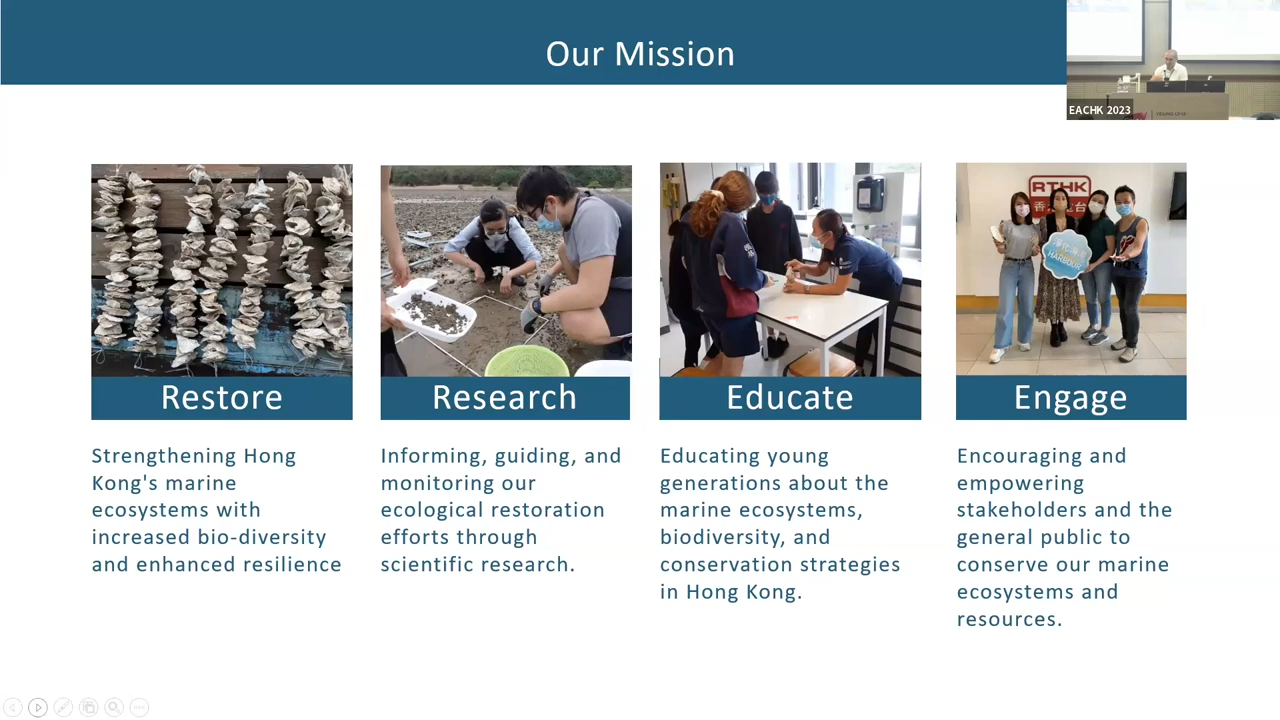 Our Mission
EACHK 2023
RTHK
HARBOUR
Restore
Strengthening Hong
Kong's marine
ecosystems with
increased bio-diversity
and enhanced resilience
Research
Informing, guiding, and
monitoring our
ecological restoration
efforts through
scientific research.
Educate
Educating young
generations about the
marine ecosystems,
biodiversity, and
conservation strategies
in Hong Kong.
Engage
Encouraging and
empowering
stakeholders and the
general public to
conserve our marine
ecosystems and
resources.